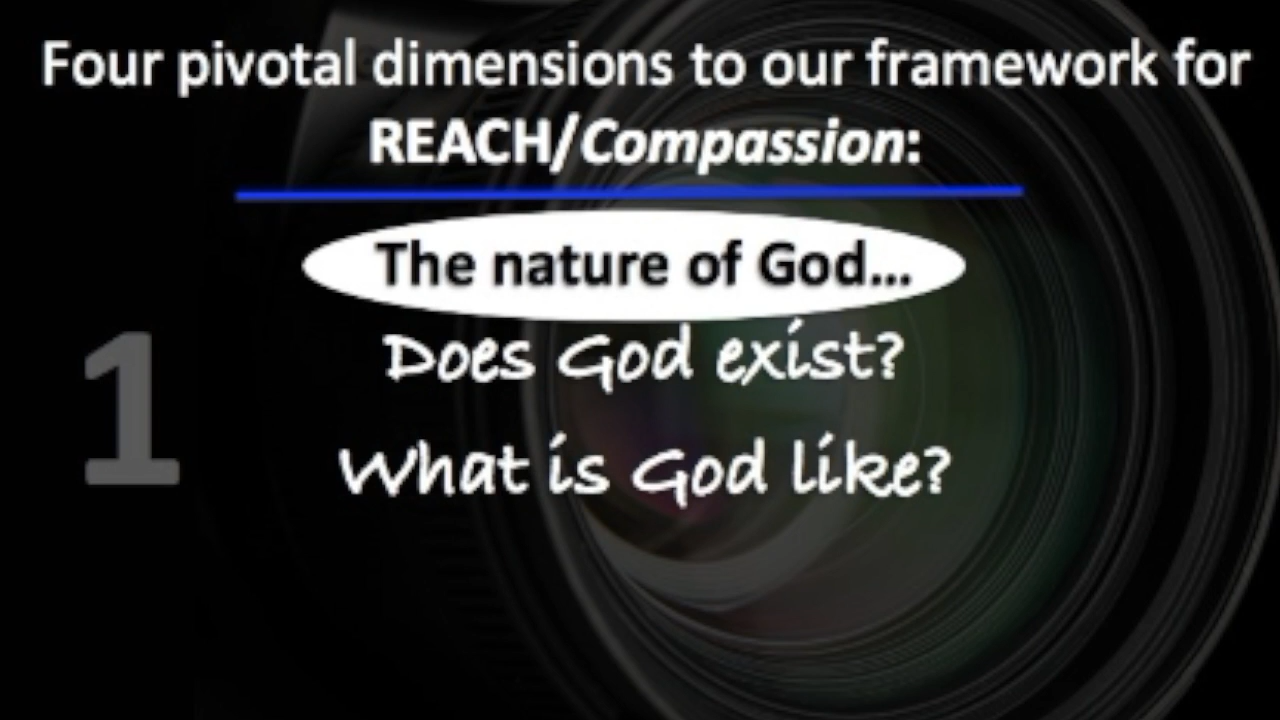 Four pivotal dimensions to our framework for
REACH/Compassion:
The nature of God...
Does God exist?
1
What is God like?